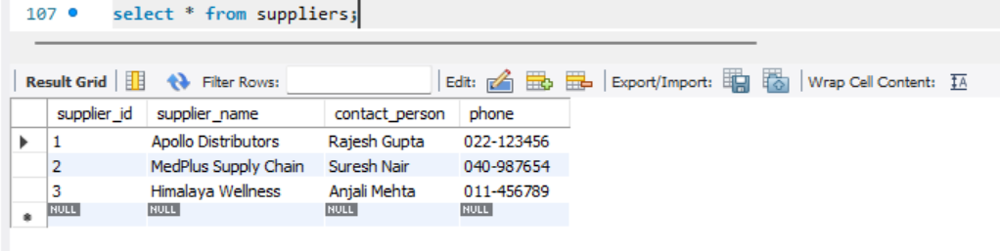 107 select * from suppliers;
Result Grid Filter Rows: Edit: Export/Import: Wrap Cell Content: IA
supplier_id supplier_name contact_person phone
1 Apollo Distributors Rajesh Gupta 022-123456
2 MedPlus Supply Chain Suresh Nair 040-987654
3 Himalaya Wellness Anjali Mehta 011-456789
NULL NULL NULL NULL